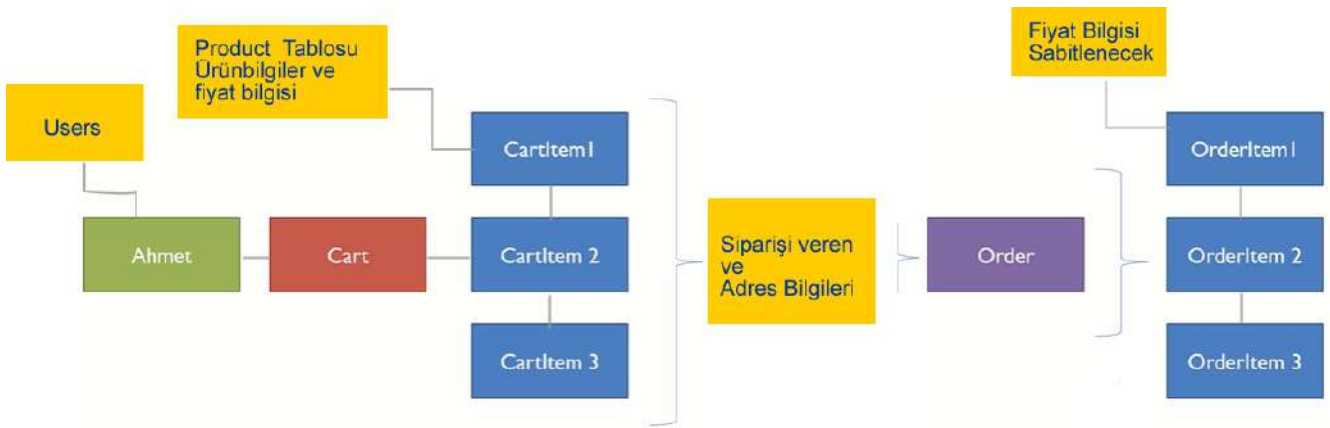 Users
Product Tablosu
Ürünbilgiler ve
fiyat bilgisi
Ahmet
Cart
CartItem1
CartItem 2
CartItem 3
Siparişi veren
ve
Adres Bilgileri
Order
Fiyat Bilgisi
Sabitlenecek
OrderItem1
OrderItem 2
OrderItem 3